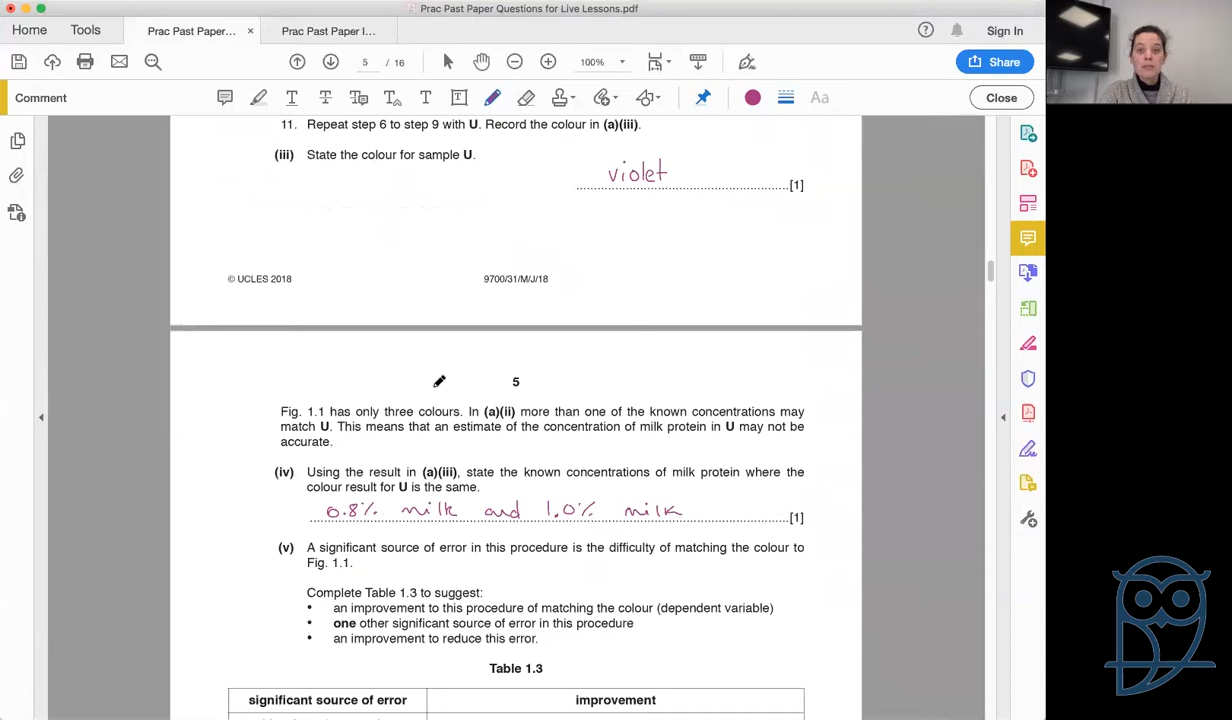 Prac Past Paper Questions for Live Lessons.pdf
Home Tools Prac Past Paper... × Prac Past Paper I... Sign In
5 / 16 100% Share
Comment Aa Close
11. Repeat step 6 to step 9 with U. Record the colour in (a)(iii).
(iii) State the colour for sample U.
violet
[1]
© UCLES 2018 9700/31/M/J/18
5
Fig. 1.1 has only three colours. In (a)(ii) more than one of the known concentrations may
match U. This means that an estimate of the concentration of milk protein in U may not be
accurate.
(iv) Using the result in (a)(iii), state the known concentrations of milk protein where the
colour result for U is the same.
0.8% milk and 1.0% milk
[1]
(v) A significant source of error in this procedure is the difficulty of matching the colour to
Fig. 1.1.
Complete Table 1.3 to suggest:
• an improvement to this procedure of matching the colour (dependent variable)
• one other significant source of error in this procedure
• an improvement to reduce this error.
Table 1.3
significant source of error improvement